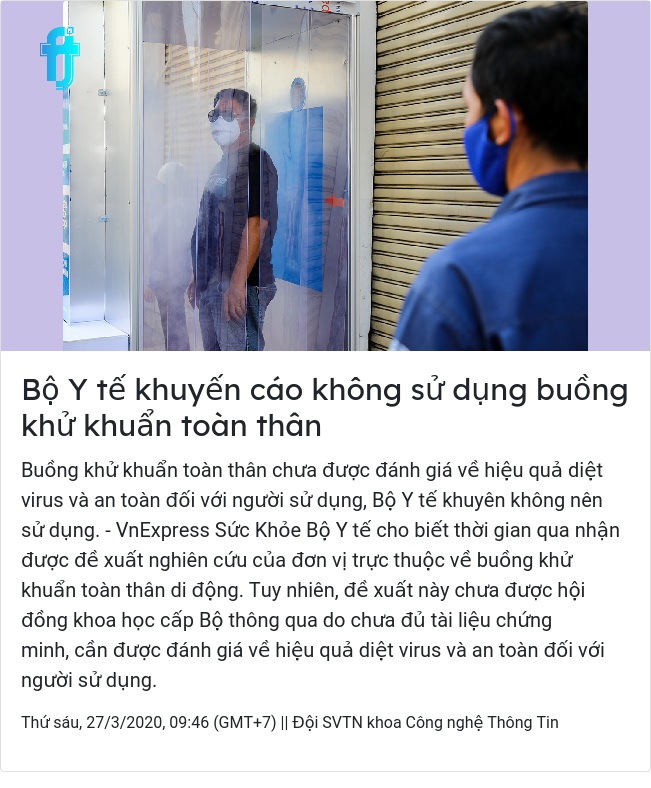 Bộ Y tế khuyến cáo không sử dụng buồng
khử khuẩn toàn thân
Buồng khử khuẩn toàn thân chưa được đánh giá về hiệu quả diệt
virus và an toàn đối với người sử dụng, Bộ Y tế khuyên không nên
sử dụng. - VnExpress Sức Khỏe Bộ Y tế cho biết thời gian qua nhận
được đề xuất nghiên cứu của đơn vị trực thuộc về buồng khử
khuẩn toàn thân di động. Tuy nhiên, đề xuất này chưa được hội
đồng khoa học cấp Bộ thông qua do chưa đủ tài liệu chứng
minh, cần được đánh giá về hiệu quả diệt virus và an toàn đối với
người sử dụng.
Thứ sáu, 27/3/2020, 09:46 (GMT+7) || Đội SVTN khoa Công nghệ Thông Tin